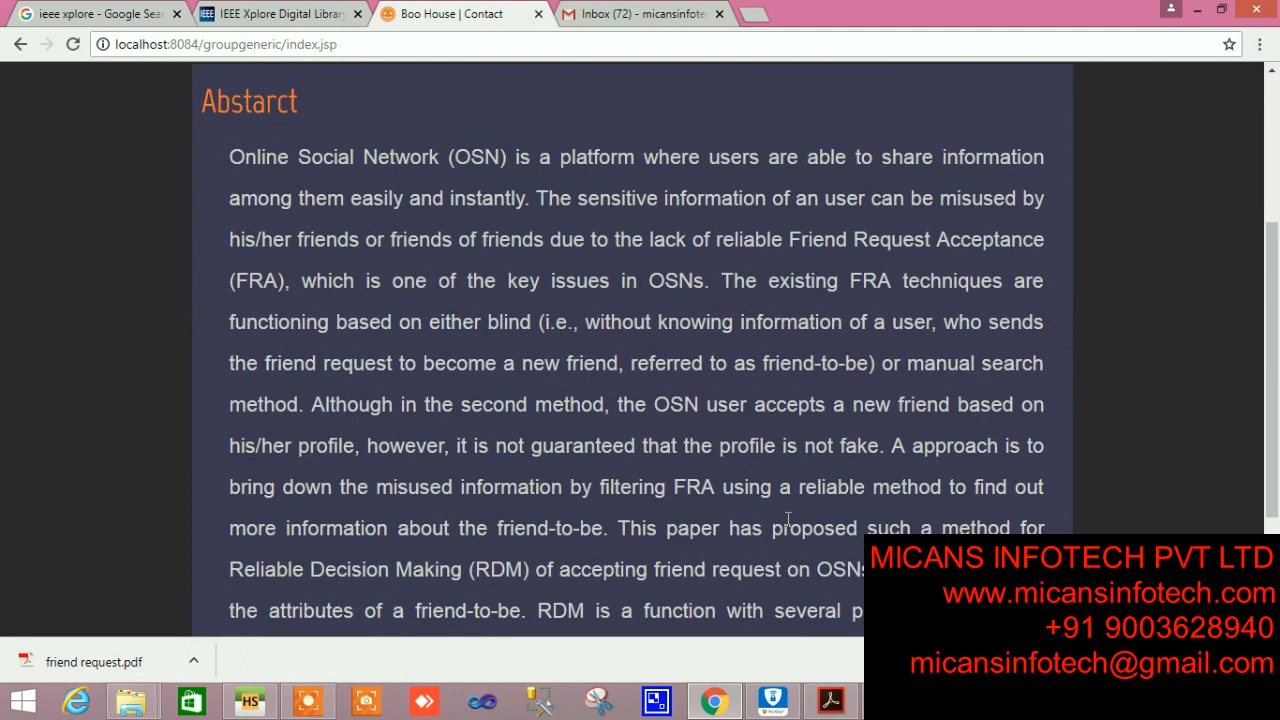 ieee xplore - Google Sea
IEEE Xplore Digital Library
Boo House | Contact
Inbox (72) - micansinfote
localhost:8084/groupgeneric/index.jsp
Abstarct
Online Social Network (OSN) is a platform where users are able to share information
among them easily and instantly. The sensitive information of an user can be misused by
his/her friends or friends of friends due to the lack of reliable Friend Request Acceptance
(FRA), which is one of the key issues in OSNs. The existing FRA techniques are
functioning based on either blind (i.e., without knowing information of a user, who sends
the friend request to become a new friend, referred to as friend-to-be) or manual search
method. Although in the second method, the OSN user accepts a new friend based on
his/her profile, however, it is not guaranteed that the profile is not fake. A approach is to
bring down the misused information by filtering FRA using a reliable method to find out
more information about the friend-to-be. This paper has proposed such a method for
Reliable Decision Making (RDM) of accepting friend request on OSNs
the attributes of a friend-to-be. RDM is a function with several p
MICANS INFOTECH PVT LTD
www.micansinfotech.com
+91 9003628940
micansinfotech@gmail.com
friend request.pdf
HS